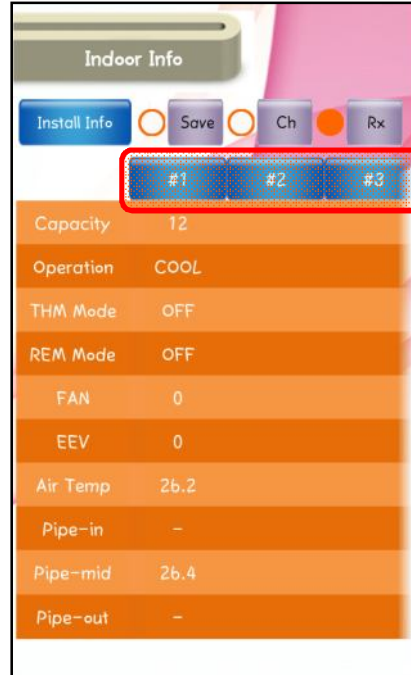 Indoor Info
Install Info Save Ch Rx
#1 #2 #3
Capacity 12
Operation COOL
THM Mode OFF
REM Mode OFF
FAN 0
EEV 0
Air Temp 26.2
Pipe-in -
Pipe-mid 26.4
Pipe-out -